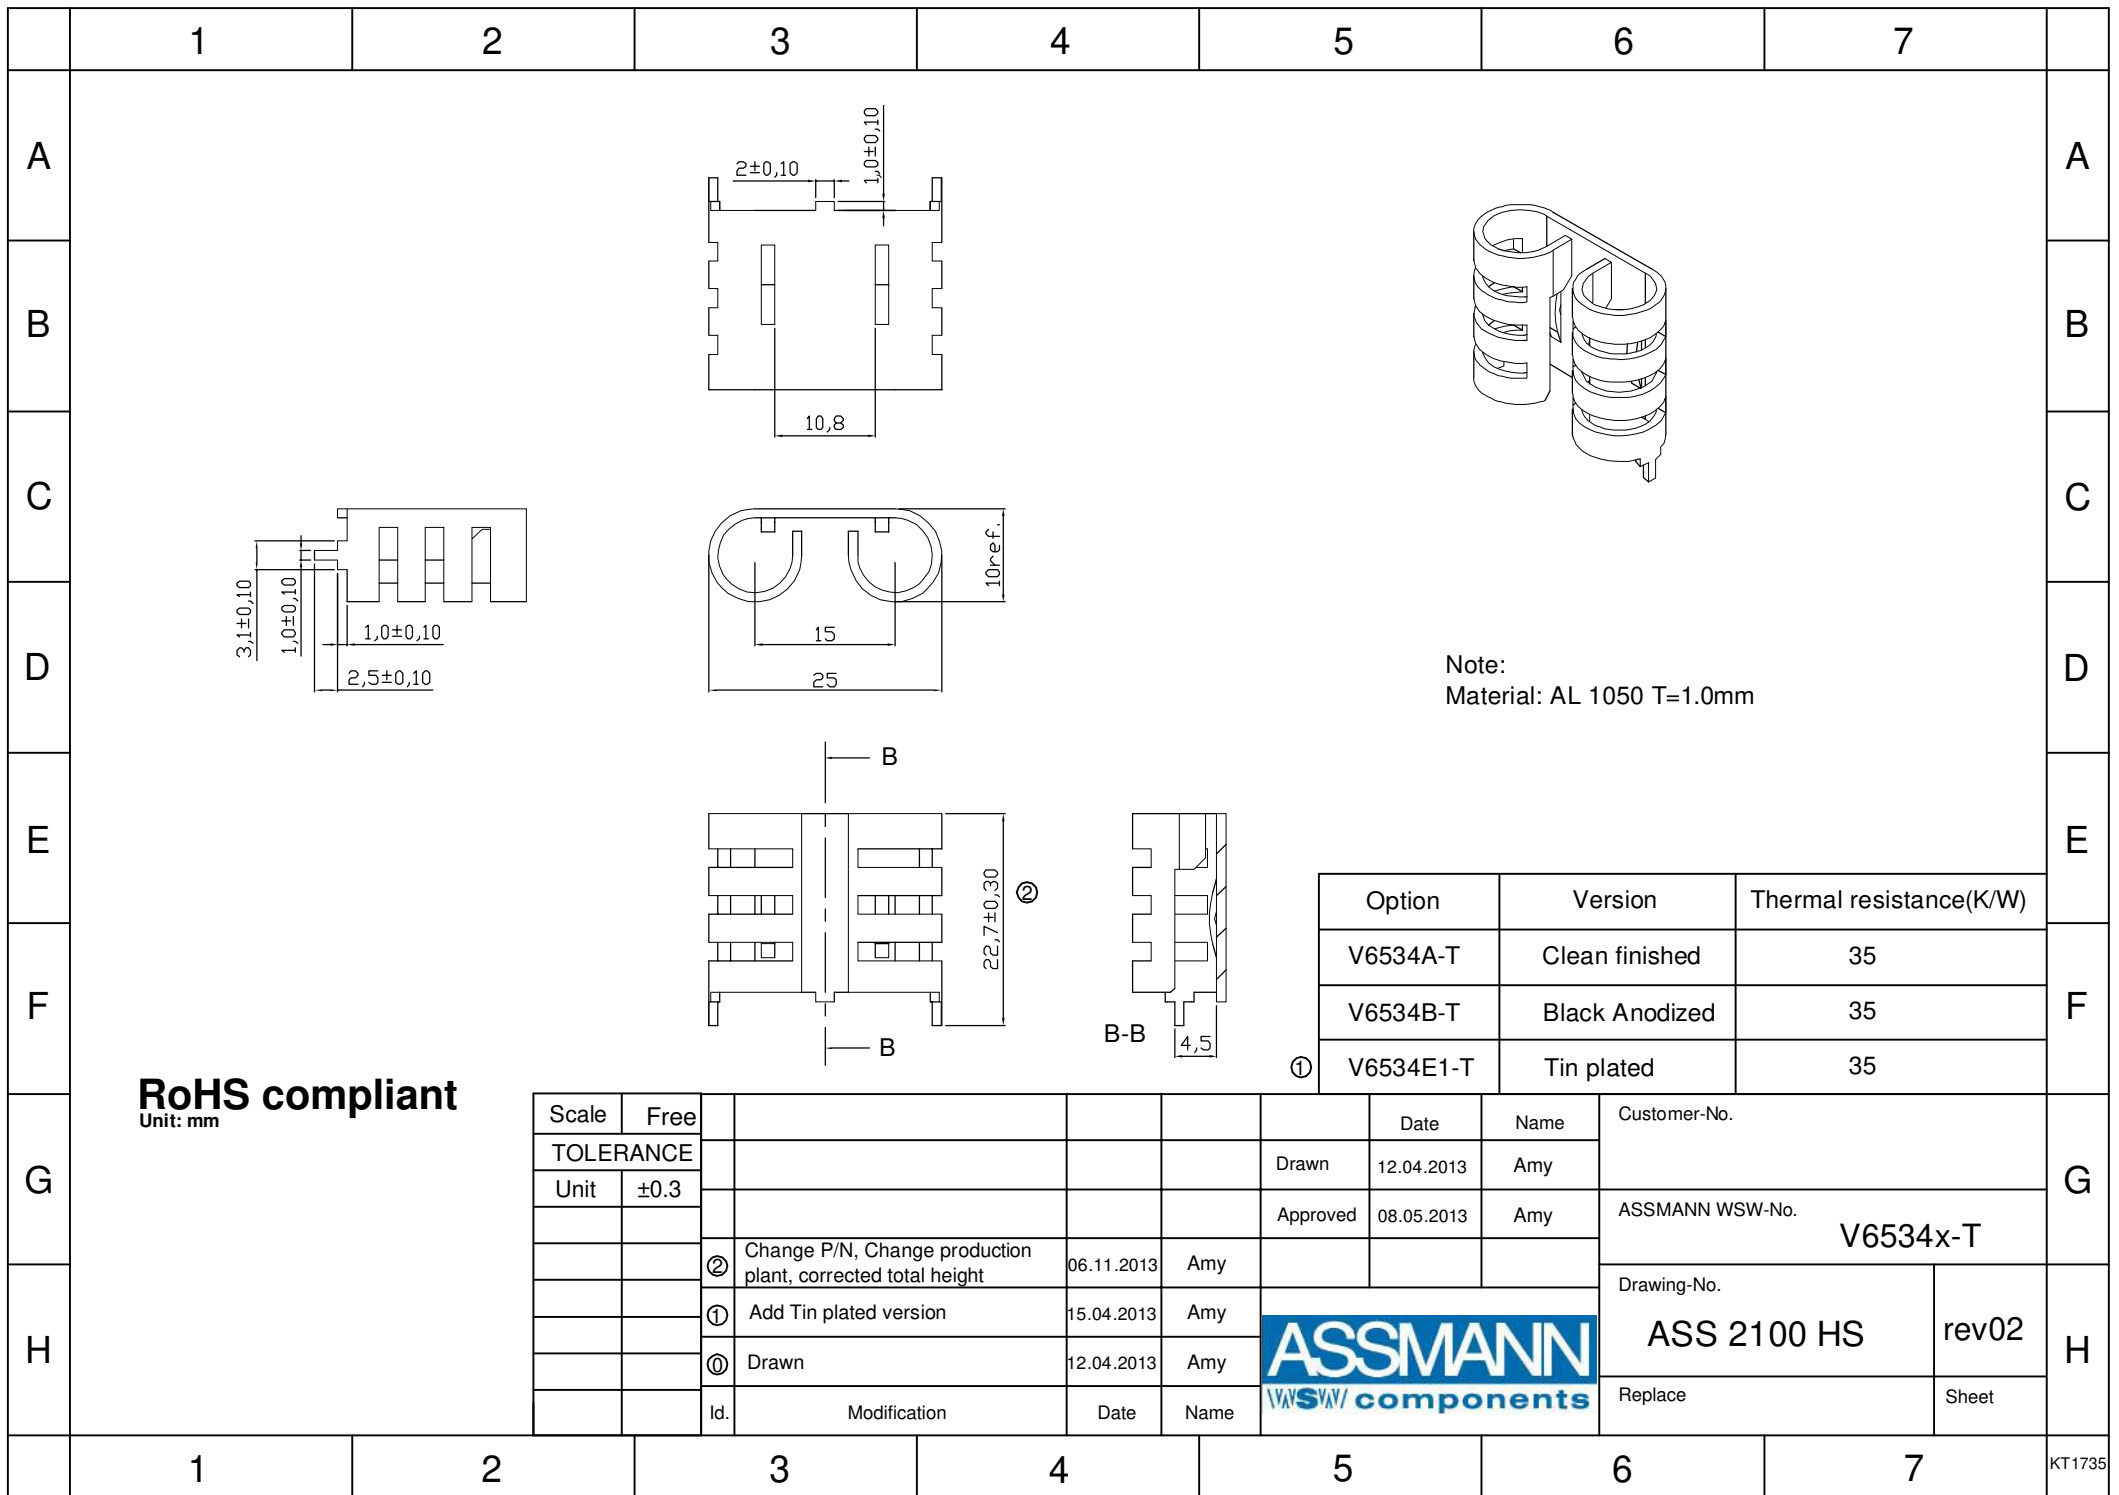 1 2 3 4 5 6 7
A A
B B
C C
D D
E E
F F
G G
H H
2±0,10
1,0±0,10
10,8
3,1±0,10
1,0±0,10
1,0±0,10
2,5±0,10
10ref.
15
25
Note:
Material: AL 1050 T=1.0mm
B
22,7±0,30
②
B
B-B
4,5
Option Version Thermal resistance(K/W)
V6534A-T Clean finished 35
V6534B-T Black Anodized 35
① V6534E1-T Tin plated 35
RoHS compliant
Unit: mm
Scale Free
TOLERANCE
Unit ±0.3
② Change P/N, Change production
plant, corrected total height 06.11.2013 Amy
① Add Tin plated version 15.04.2013 Amy
⓪ Drawn 12.04.2013 Amy
Id. Modification Date Name
Date Name
Drawn 12.04.2013 Amy
Approved 08.05.2013 Amy
ASSMANN
WSW components
Customer-No.
ASSMANN WSW-No.
V6534x-T
Drawing-No.
ASS 2100 HS rev02
Replace Sheet
1 2 3 4 5 6 7
KT1735